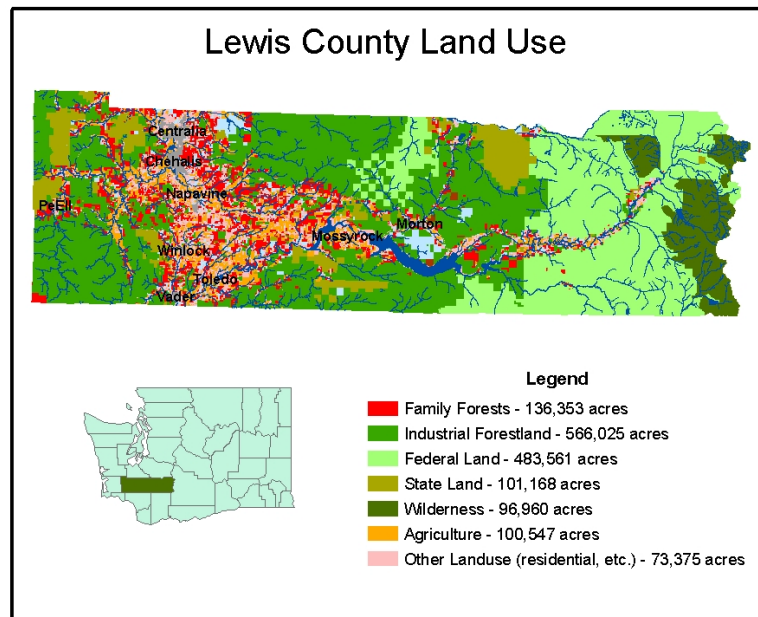 Lewis County Land Use
Centralia
Chehalis
Napavine
PeEll
Morton
Mossyrock
Winlock
Toledo
Vader
Legend
Family Forests - 136,353 acres
Industrial Forestland - 566,025 acres
Federal Land - 483,561 acres
State Land - 101,168 acres
Wilderness - 96,960 acres
Agriculture - 100,547 acres
Other Landuse (residential, etc.) - 73,375 acres